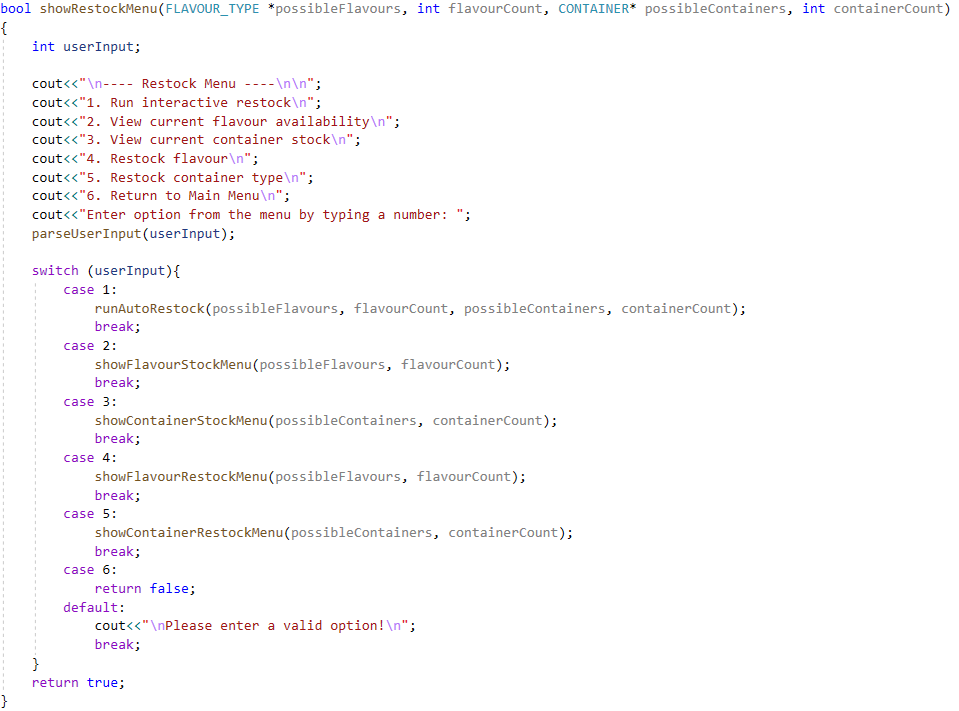 bool showRestockMenu(FLAVOUR_TYPE *possibleFlavours, int flavourCount, CONTAINER* possibleContainers, int containerCount)
{
    int userInput;

    cout<<"\n---- Restock Menu ----\n\n";
    cout<<"1. Run interactive restock\n";
    cout<<"2. View current flavour availability\n";
    cout<<"3. View current container stock\n";
    cout<<"4. Restock flavour\n";
    cout<<"5. Restock container type\n";
    cout<<"6. Return to Main Menu\n";
    cout<<"Enter option from the menu by typing a number: ";
    parseUserInput(userInput);

    switch (userInput){
        case 1:
            runAutoRestock(possibleFlavours, flavourCount, possibleContainers, containerCount);
            break;
        case 2:
            showFlavourStockMenu(possibleFlavours, flavourCount);
            break;
        case 3:
            showContainerStockMenu(possibleContainers, containerCount);
            break;
        case 4:
            showFlavourRestockMenu(possibleFlavours, flavourCount);
            break;
        case 5:
            showContainerRestockMenu(possibleContainers, containerCount);
            break;
        case 6:
            return false;
        default:
            cout<<"\nPlease enter a valid option!\n";
            break;
    }
    return true;
}